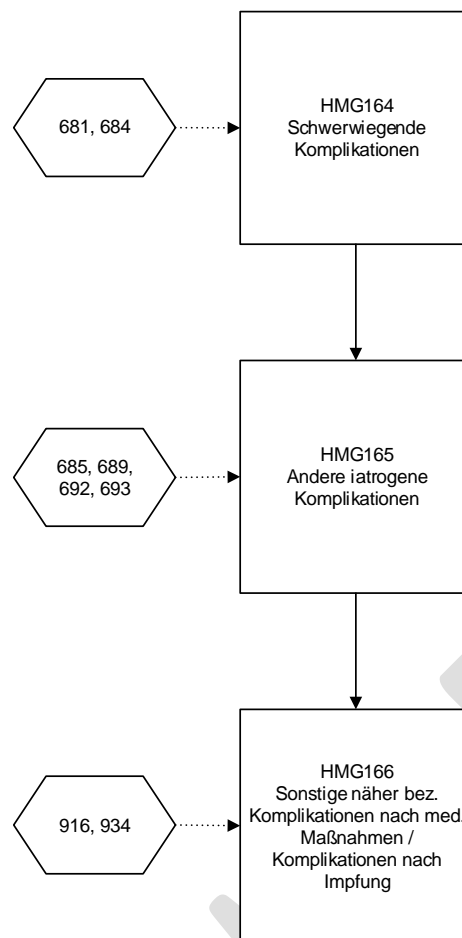 681, 684
HMG164
Schwerwiegende
Komplikationen
685, 689,
692, 693
HMG165
Andere iatrogene
Komplikationen
916, 934
HMG166
Sonstige näher bez.
Komplikationen nach med.
Maßnahmen /
Komplikationen nach
Impfung